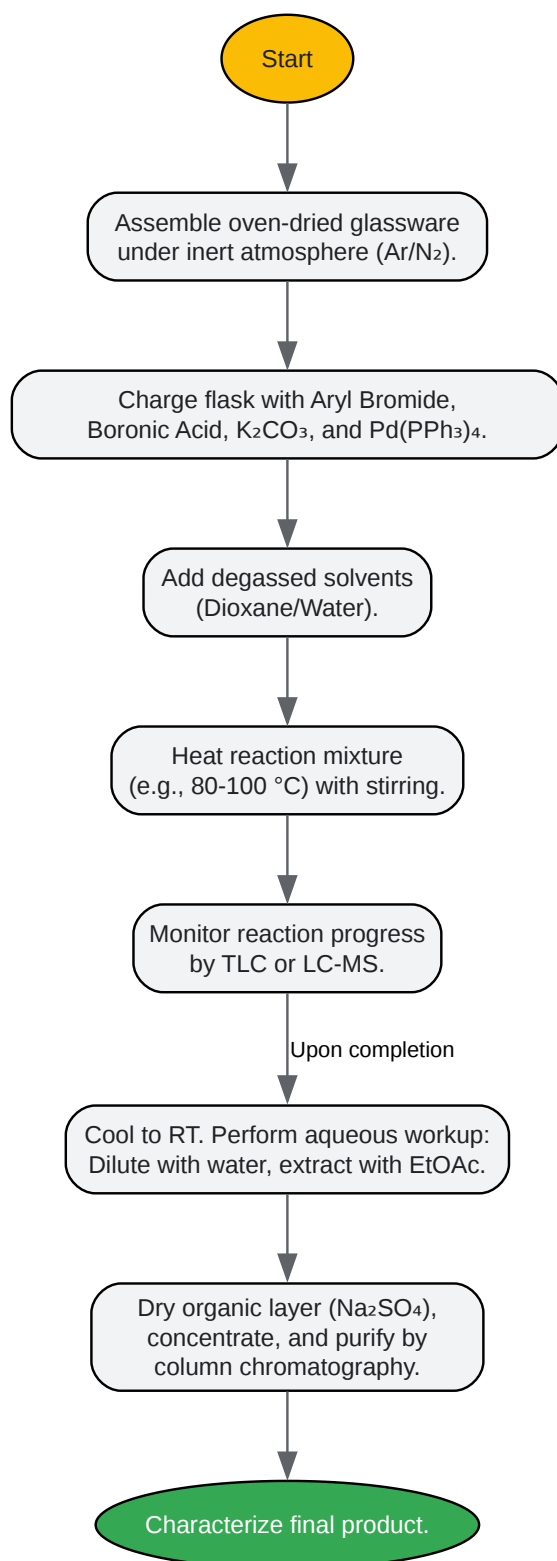 Start
Assemble oven-dried glassware
under inert atmosphere (Ar/N₂).
Charge flask with Aryl Bromide,
Boronic Acid, K₂CO₃, and Pd(PPh₃)₄.
Add degassed solvents
(Dioxane/Water).
Heat reaction mixture
(e.g., 80-100 °C) with stirring.
Monitor reaction progress
by TLC or LC-MS.
Upon completion
Cool to RT. Perform aqueous workup:
Dilute with water, extract with EtOAc.
Dry organic layer (Na₂SO₄),
concentrate, and purify by
column chromatography.
Characterize final product.